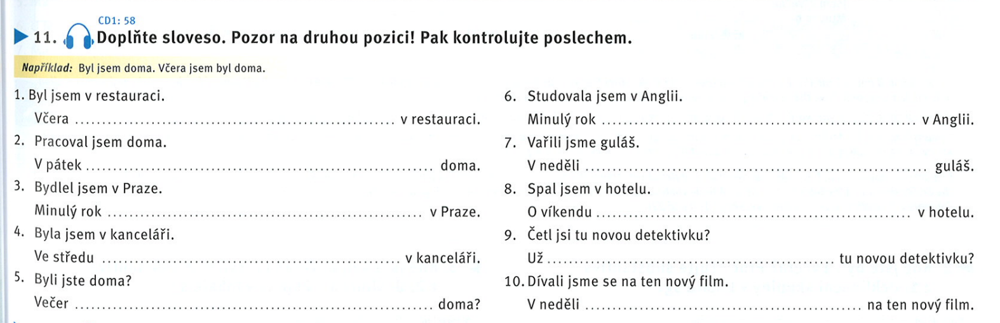 CD1: 58
11. Doplňte sloveso. Pozor na druhou pozici! Pak kontrolujte poslechem.
Například: Byl jsem doma. Včera jsem byl doma.
1. Byl jsem v restauraci.
Včera ........................................ v restauraci.
2. Pracoval jsem doma.
V pátek ........................................ doma.
3. Bydlel jsem v Praze.
Minulý rok ........................................ v Praze.
4. Byla jsem v kanceláři.
Ve středu ........................................ v kanceláři.
5. Byli jste doma?
Večer ........................................ doma?
6. Studovala jsem v Anglii.
Minulý rok ........................................ v Anglii.
7. Vařili jsme guláš.
V neděli ........................................ guláš.
8. Spal jsem v hotelu.
O víkendu ........................................ v hotelu.
9. Četl jsi tu novou detektivku?
Už ........................................ tu novou detektivku?
10. Dívali jsme se na ten nový film.
V neděli ........................................ na ten nový film.